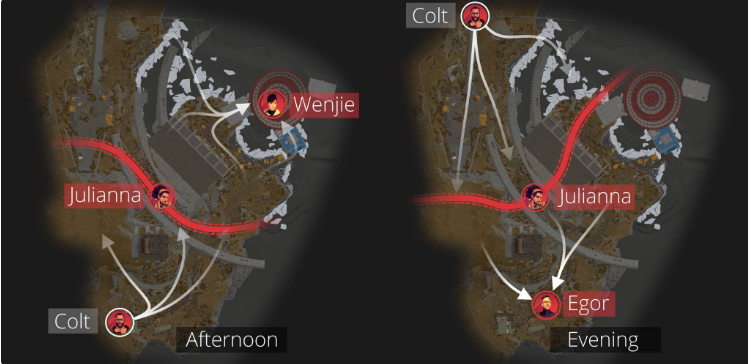 Colt
Wenjie
Julianna
Colt
Afternoon
Julianna
Egor
Evening